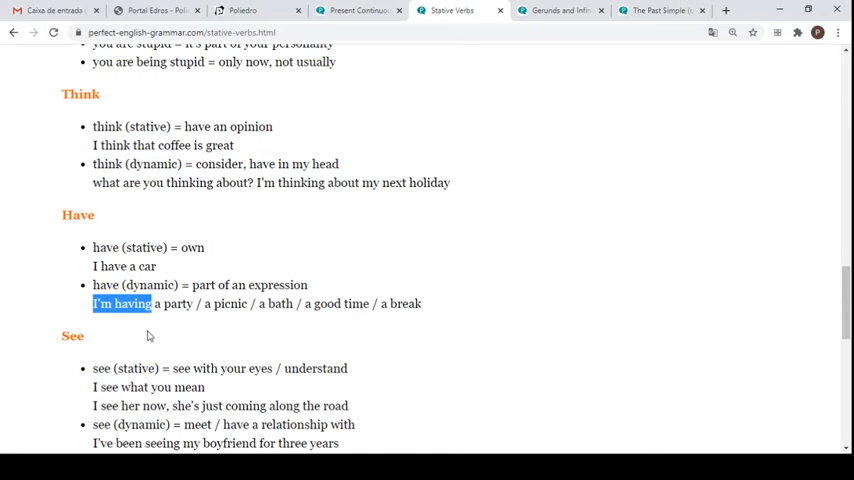 Caixa de entrada (
Portal Edros - Poli
Poliedro
Present Continuou
Stative Verbs
Gerunds and Infin
The Past Simple (o
perfect-english-grammar.com/stative-verbs.html
P
you are stupid = it's part of your personality
you are being stupid = only now, not usually
Think
think (stative) = have an opinion
I think that coffee is great
think (dynamic) = consider, have in my head
what are you thinking about? I'm thinking about my next holiday
Have
have (stative) = own
I have a car
have (dynamic) = part of an expression
I'm having a party / a picnic / a bath / a good time / a break
See
see (stative) = see with your eyes / understand
I see what you mean
I see her now, she's just coming along the road
see (dynamic) = meet / have a relationship with
I've been seeing my boyfriend for three years